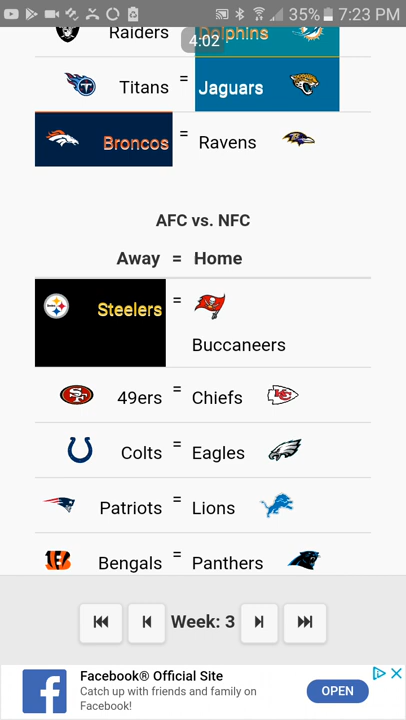 35% 7:23 PM
4:02
Raiders Dolphins
Titans = Jaguars
Broncos = Ravens
AFC vs. NFC
Away = Home
Steelers =
Buccaneers
49ers = Chiefs
Colts = Eagles
Patriots = Lions
Bengals = Panthers
Week: 3
Facebook® Official Site
Catch up with friends and family on
Facebook!
OPEN